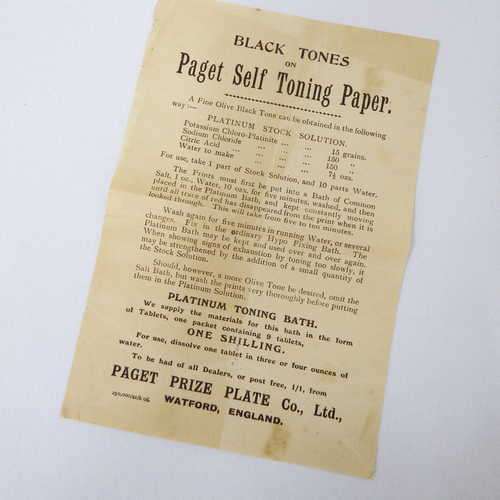 BLACK TONES
ON
Paget Self Toning Paper.
A Fine Olive Black Tone can be obtained in the following
way :—
PLATINUM STOCK SOLUTION.
Potassium Chloro-Platinite ... ... 15 grains.
Sodium Chloride ... ... ... 150 "
Citric Acid ... ... ... ... 150 "
Water to make ... ... ... 7½ ozs.
For use, take 1 part of Stock Solution, and 10 parts Water.
The Prints must first be put into a Bath of Common
Salt, 1 oz., Water, 10 ozs. for five minutes, washed, and then
placed in the Platinum Bath, and kept constantly moving
until all trace of red has disappeared from the print when it is
looked through. This will take from five to ten minutes.
Wash again for five minutes in running Water, or several
changes. Fix in the ordinary Hypo Fixing Bath. The
Platinum Bath may be kept and used over and over again.
When showing signs of exhaustion by toning too slowly, it
may be strengthened by the addition of a small quantity of
the Stock Solution.
Should, however, a more Olive Tone be desired, omit the
Salt Bath, but wash the prints very thoroughly before putting
them in the Platinum Solution.
PLATINUM TONING BATH.
We supply the materials for this bath in the form
of Tablets, one packet containing 9 tablets,
ONE SHILLING.
For use, dissolve one tablet in three or four ounces of
water.
To be had of all Dealers, or post free, 1/1, from
PAGET PRIZE PLATE Co., Ltd.,
WATFORD, ENGLAND.